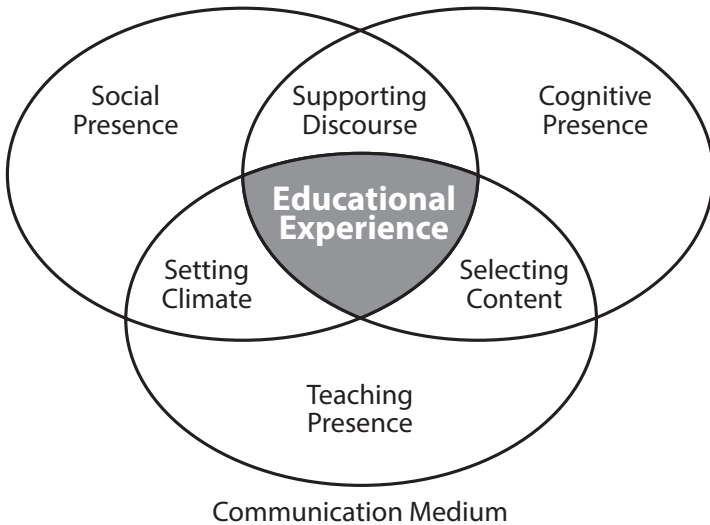 Social
Presence
Supporting
Discourse
Cognitive
Presence
Educational
Experience
Setting
Climate
Selecting
Content
Teaching
Presence
Communication Medium